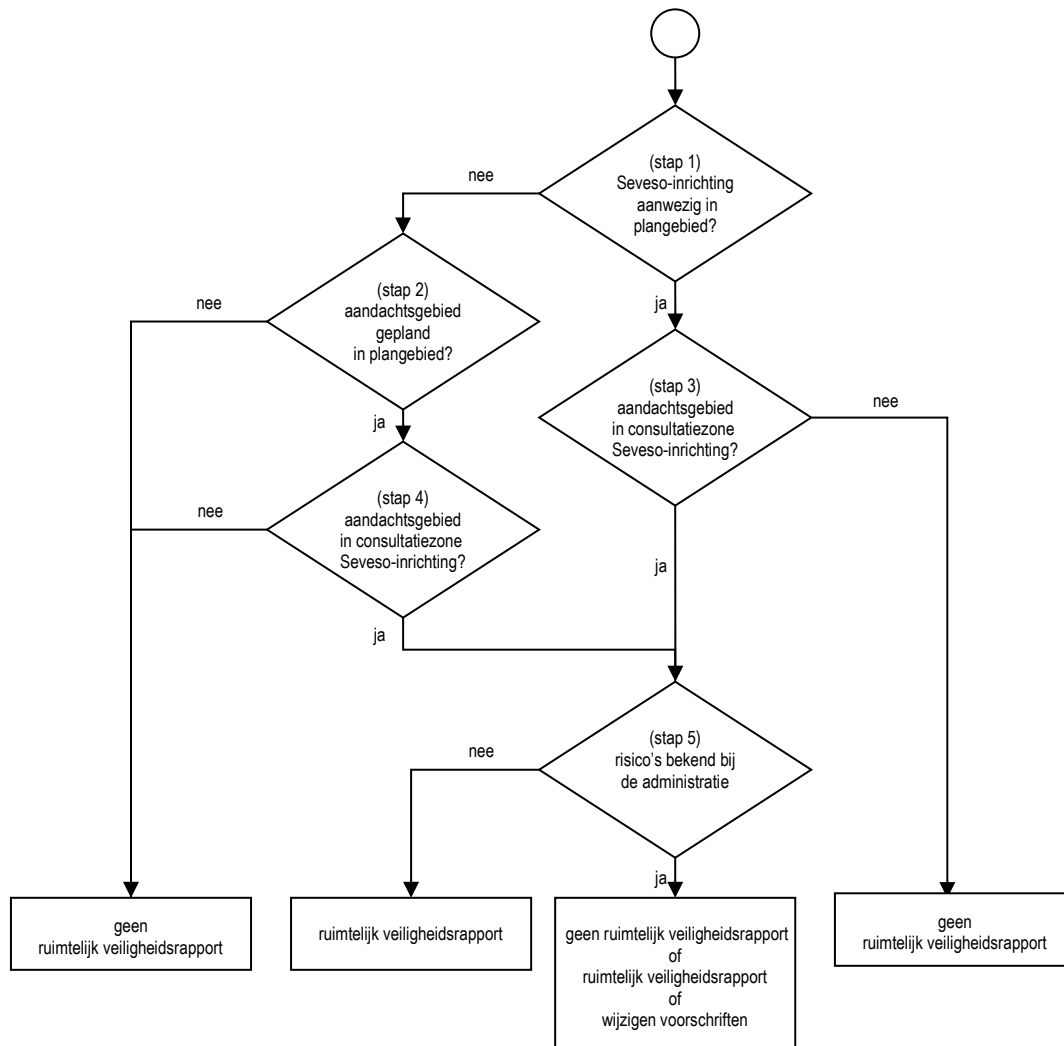 (stap 1)
Seveso-inrichting
aanwezig in
plangebied?
nee
ja
(stap 2)
aandachtsgebied
gepland
in plangebied?
nee
ja
(stap 3)
aandachtsgebied
in consultatiezone
Seveso-inrichting?
nee
ja
(stap 4)
aandachtsgebied
in consultatiezone
Seveso-inrichting?
nee
ja
(stap 5)
risico's bekend bij
de administratie
nee
ja
geen
ruimtelijk veiligheidsrapport
ruimtelijk veiligheidsrapport
geen ruimtelijk veiligheidsrapport
of
ruimtelijk veiligheidsrapport
of
wijzigen voorschriften
geen
ruimtelijk veiligheidsrapport